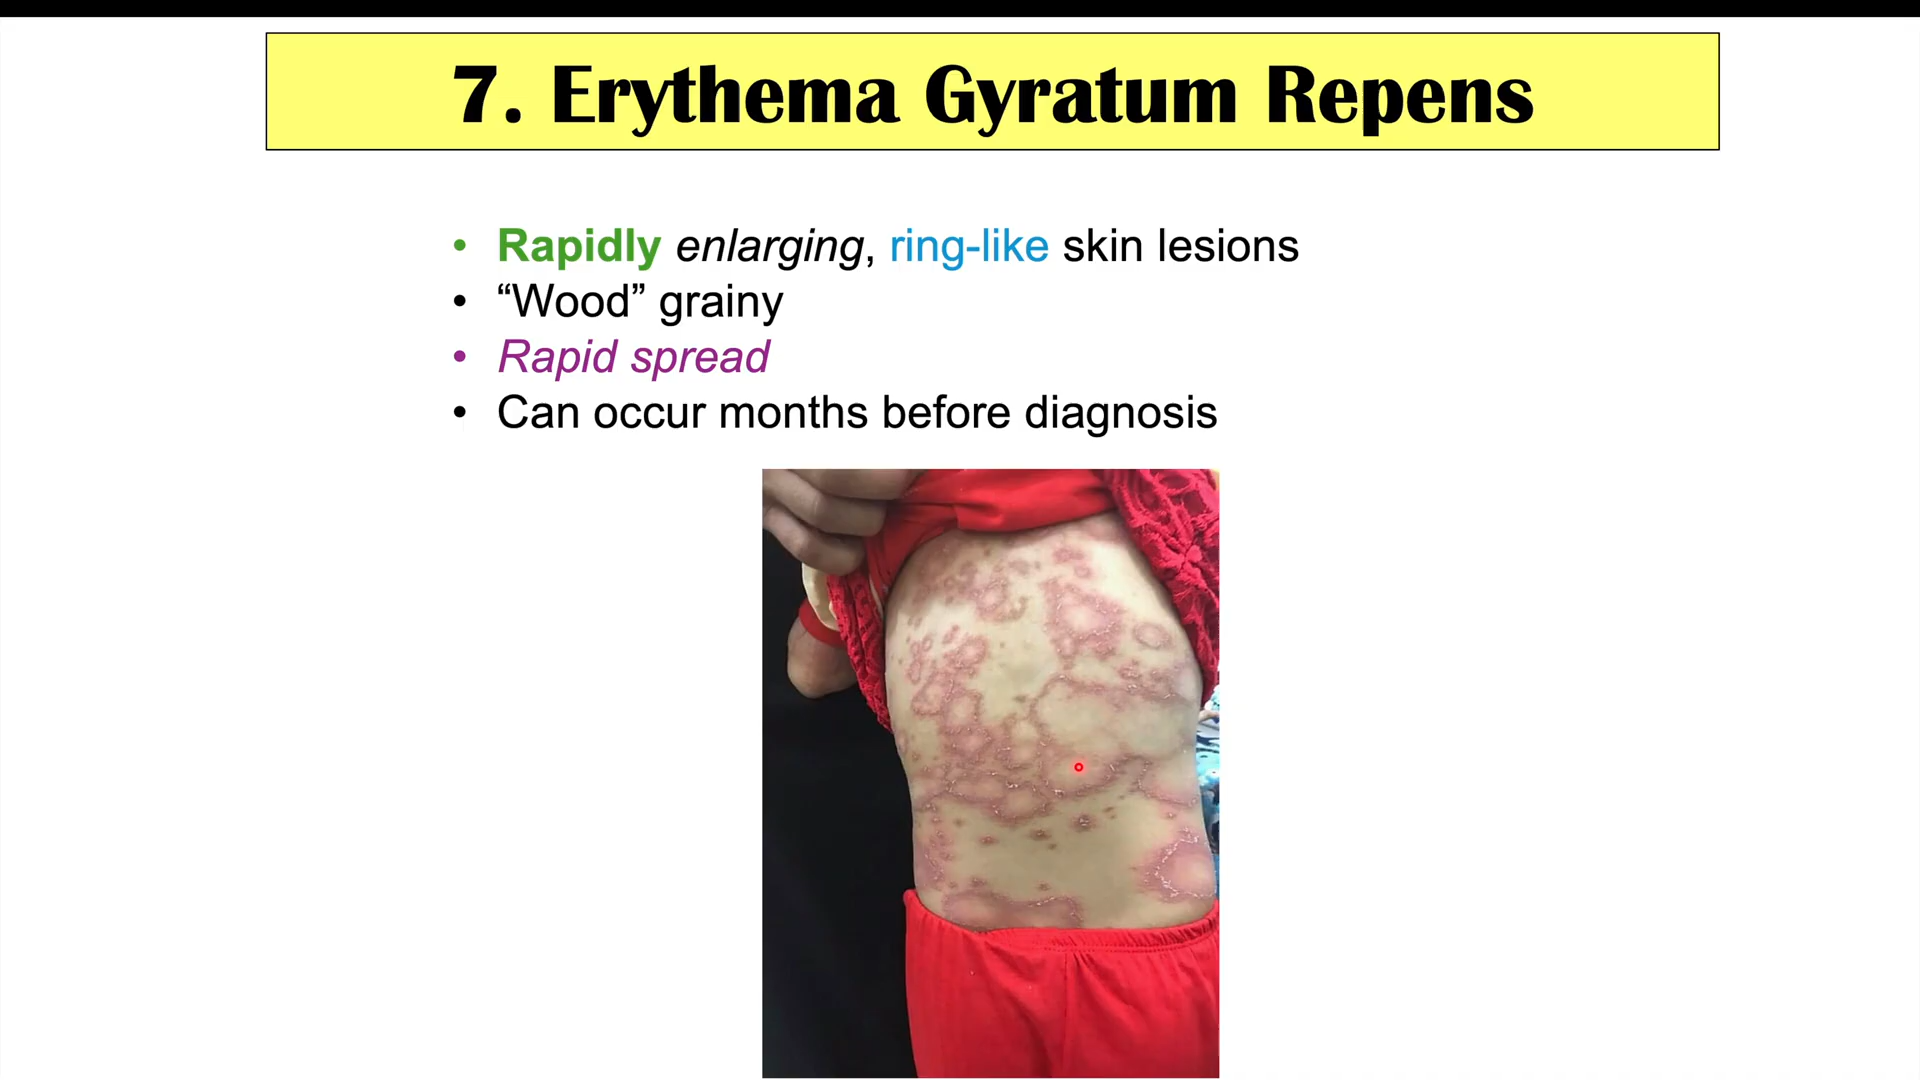 7. Erythema Gyratum Repens
• Rapidly enlarging, ring-like skin lesions
• “Wood” grainy
• Rapid spread
• Can occur months before diagnosis